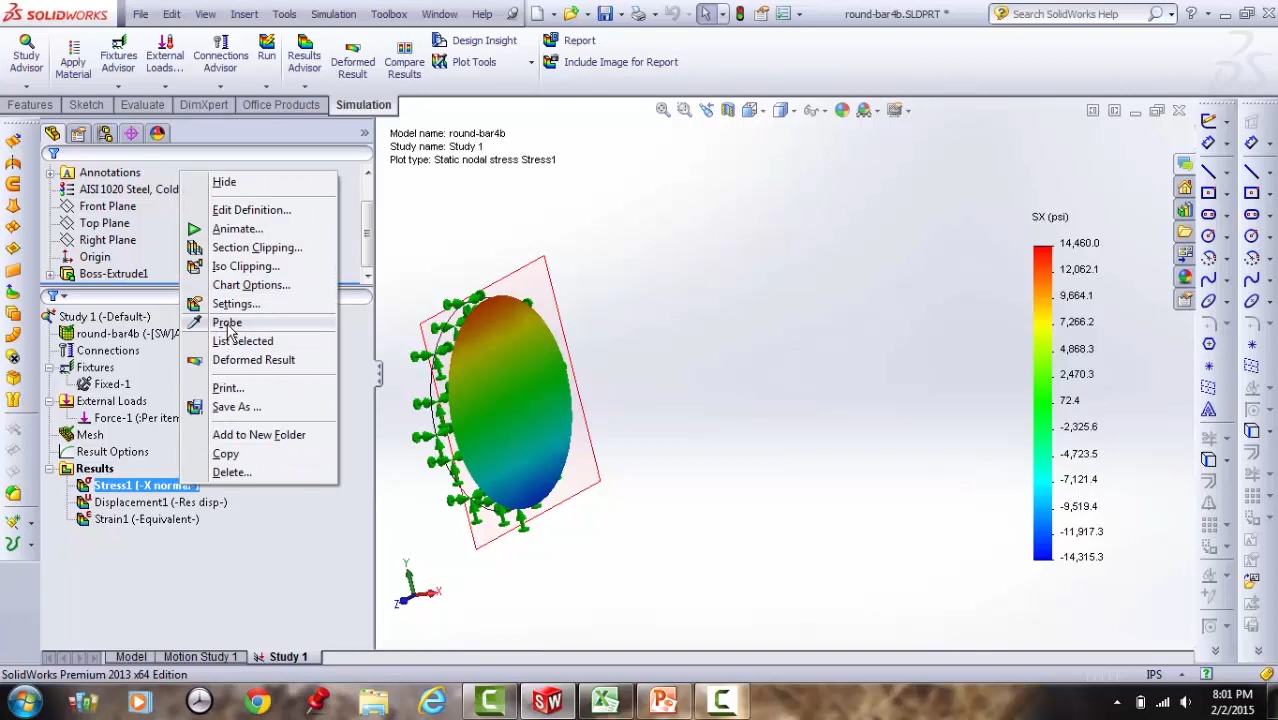 SOLIDWORKS File Edit View Insert Tools Simulation Toolbox Window Help round-bar4b.SLDPRT * Search SolidWorks Help
Study Advisor
Apply Material
Fixtures Advisor
External Loads...
Connections Advisor
Run
Results Advisor
Deformed Result
Compare Results
Design Insight
Plot Tools
Report
Include Image for Report
Features Sketch Evaluate DimXpert Office Products Simulation
Annotations
AISI 1020 Steel, Cold
Front Plane
Top Plane
Right Plane
Origin
Boss-Extrude1
Study 1 (-Default-)
round-bar4b (-[SW]A
Connections
Fixtures
Fixed-1
External Loads
Force-1 (:Per item
Mesh
Result Options
Results
Stress1 (-X normal-)
Displacement1 (-Res disp-)
Strain1 (-Equivalent-)
Hide
Edit Definition...
Animate...
Section Clipping...
Iso Clipping...
Chart Options...
Settings...
Probe
List Selected
Deformed Result
Print...
Save As ...
Add to New Folder
Copy
Delete...
Model name: round-bar4b
Study name: Study 1
Plot type: Static nodal stress Stress1
SX (psi)
14,460.0
12,062.1
9,664.2
7,266.2
4,868.3
2,470.4
72.4
-2,325.6
-4,723.5
-7,121.4
-9,519.4
-11,917.3
-14,315.3
Y
X
Z
Model Motion Study 1 Study 1
SolidWorks Premium 2013 x64 Edition IPS
8:01 PM
2/2/2015